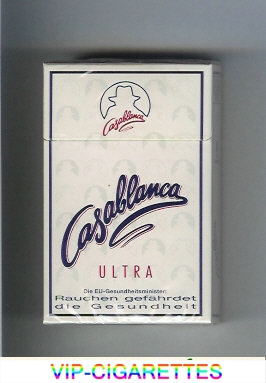 Casablanca
Casablanca
ULTRA
Die EU-Gesundheitsminister:
Rauchen gefährdet
die Gesundheit
VIP-CIGARETTES